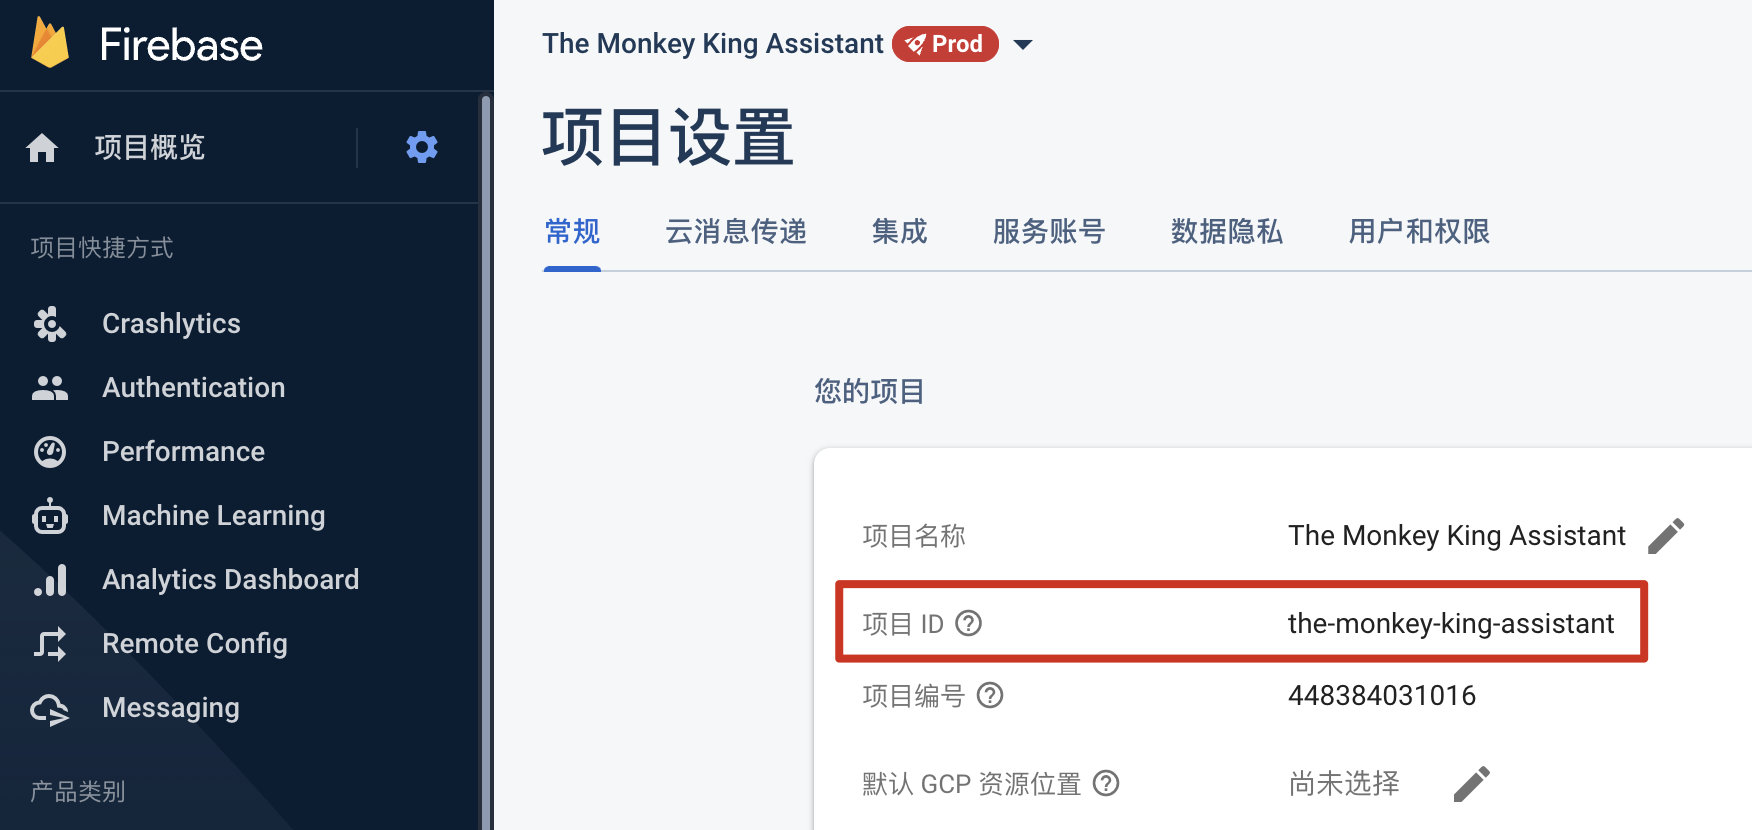 Firebase
项目概览
项目快捷方式
Crashlytics
Authentication
Performance
Machine Learning
Analytics Dashboard
Remote Config
Messaging
产品类别
The Monkey King Assistant Prod
项目设置
常规 云消息传递 集成 服务账号 数据隐私 用户和权限
您的项目
项目名称 The Monkey King Assistant
项目 ID ? the-monkey-king-assistant
项目编号 ? 448384031016
默认 GCP 资源位置 ? 尚未选择